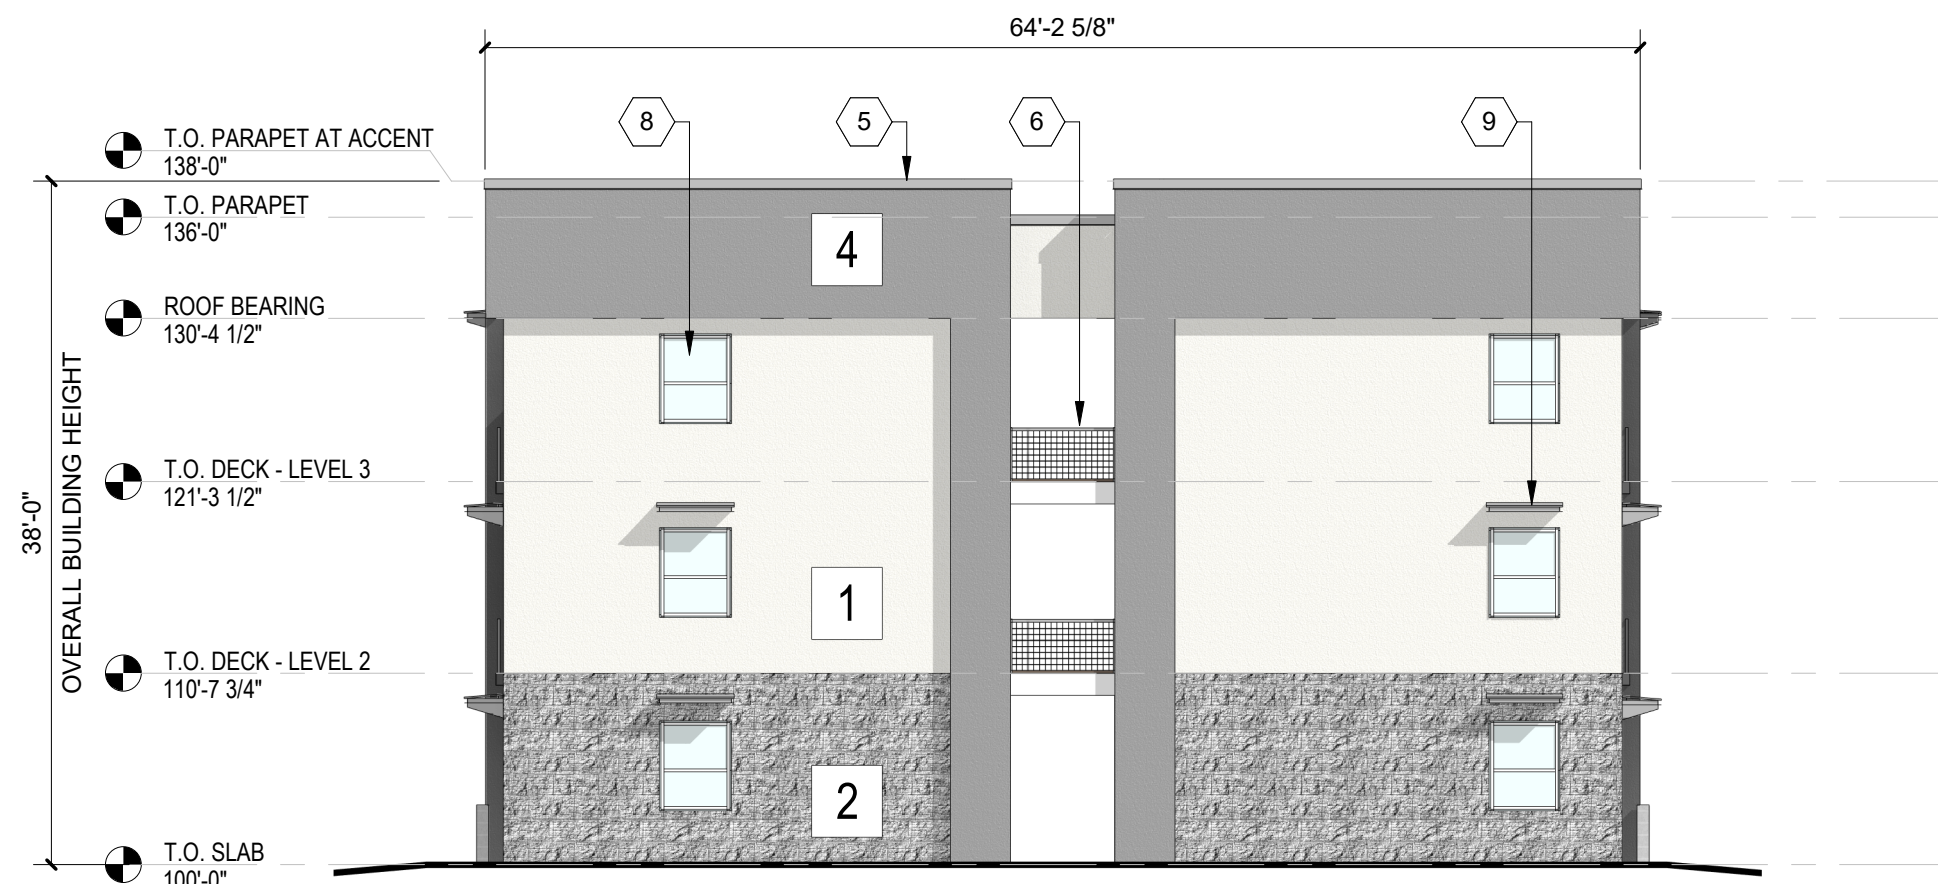 64'-2 5/8"
8
5
6
9
T.O. PARAPET AT ACCENT
138'-0"
T.O. PARAPET
136'-0"
4
ROOF BEARING
130'-4 1/2"
T.O. DECK - LEVEL 3
121'-3 1/2"
38'-0"
OVERALL BUILDING HEIGHT
1
T.O. DECK - LEVEL 2
110'-7 3/4"
2
T.O. SLAB
100'-0"